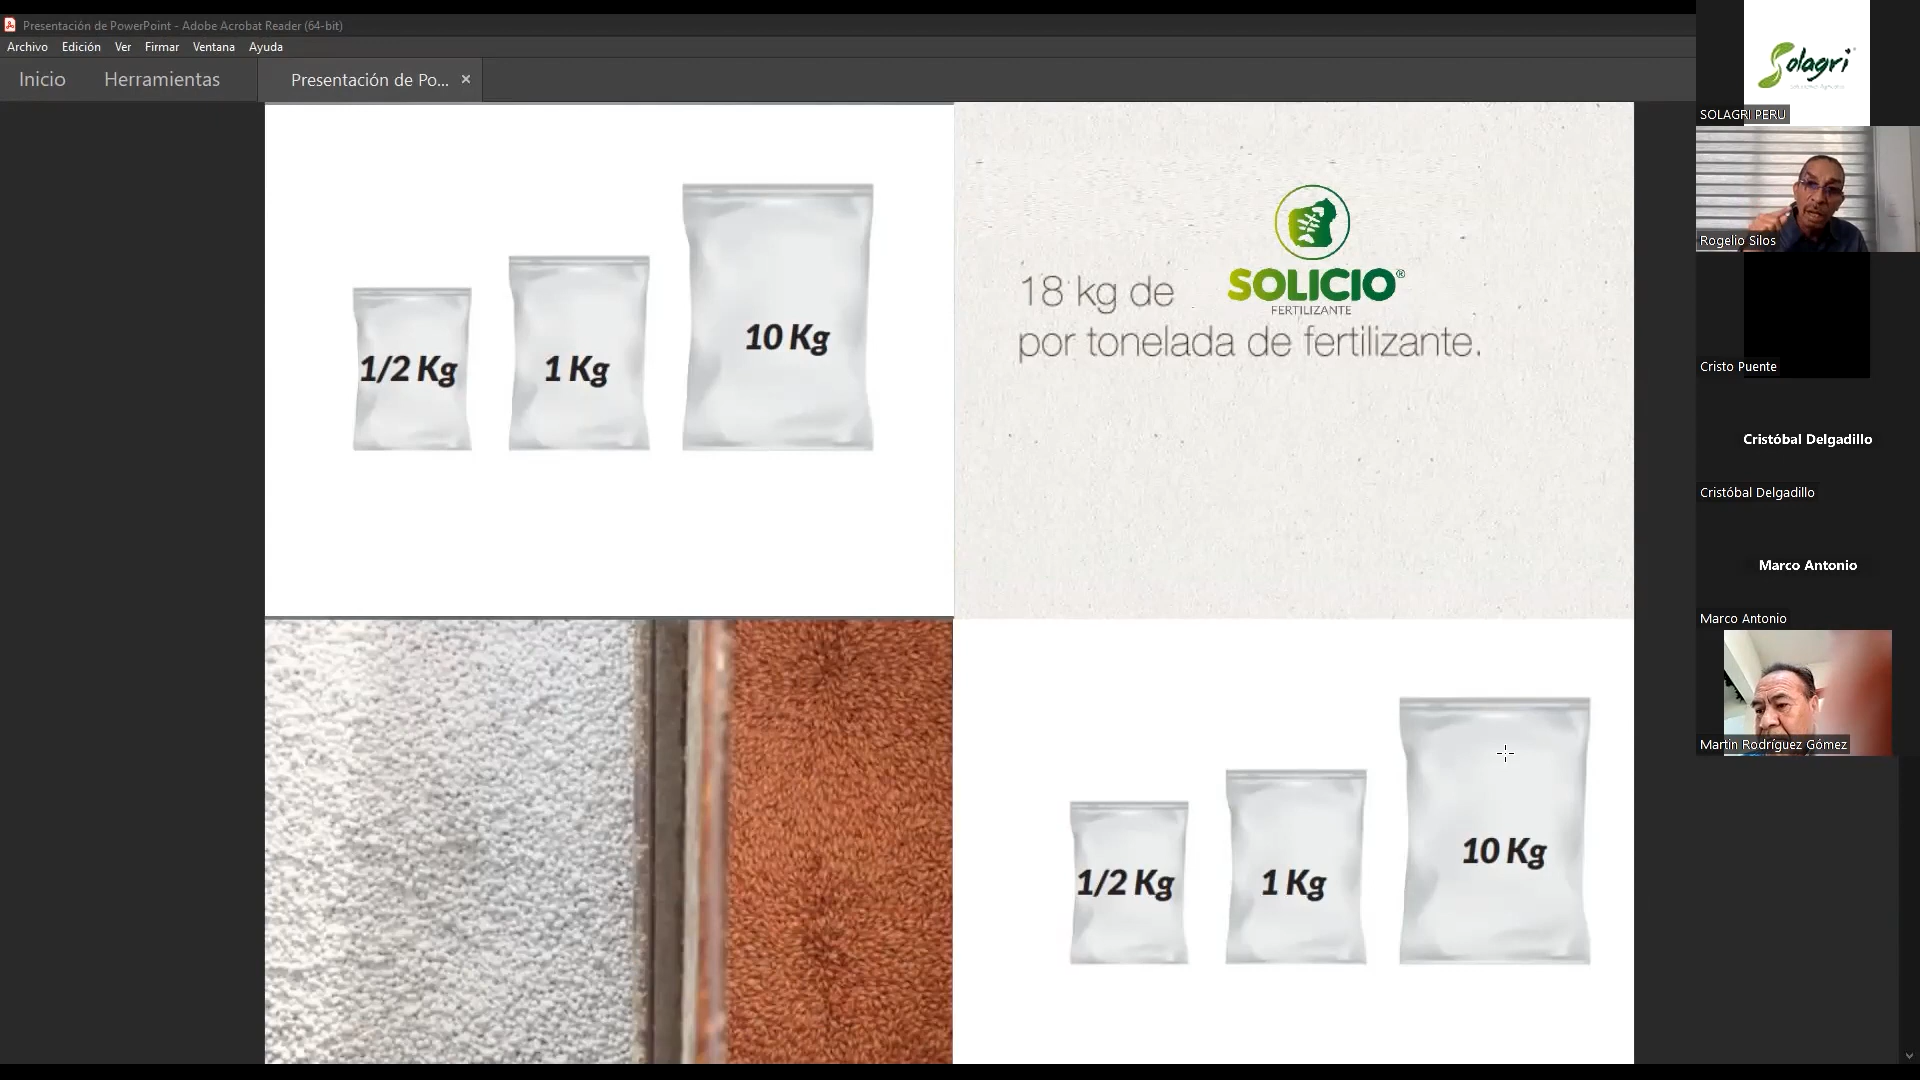 Presentación de PowerPoint - Adobe Acrobat Reader (64-bit)
Archivo Edición Ver Firmar Ventana Ayuda
Inicio Herramientas Presentación de Po... ×
1/2 Kg
1 Kg
10 Kg
18 kg de
SOLICIO®
FERTILIZANTE
por tonelada de fertilizante.
1/2 Kg
1 Kg
10 Kg
Solagri
SOLAGRI PERU
Rogelio Silos
Cristo Puente
Cristóbal Delgadillo
Cristóbal Delgadillo
Marco Antonio
Marco Antonio
Martin Rodríguez Gómez